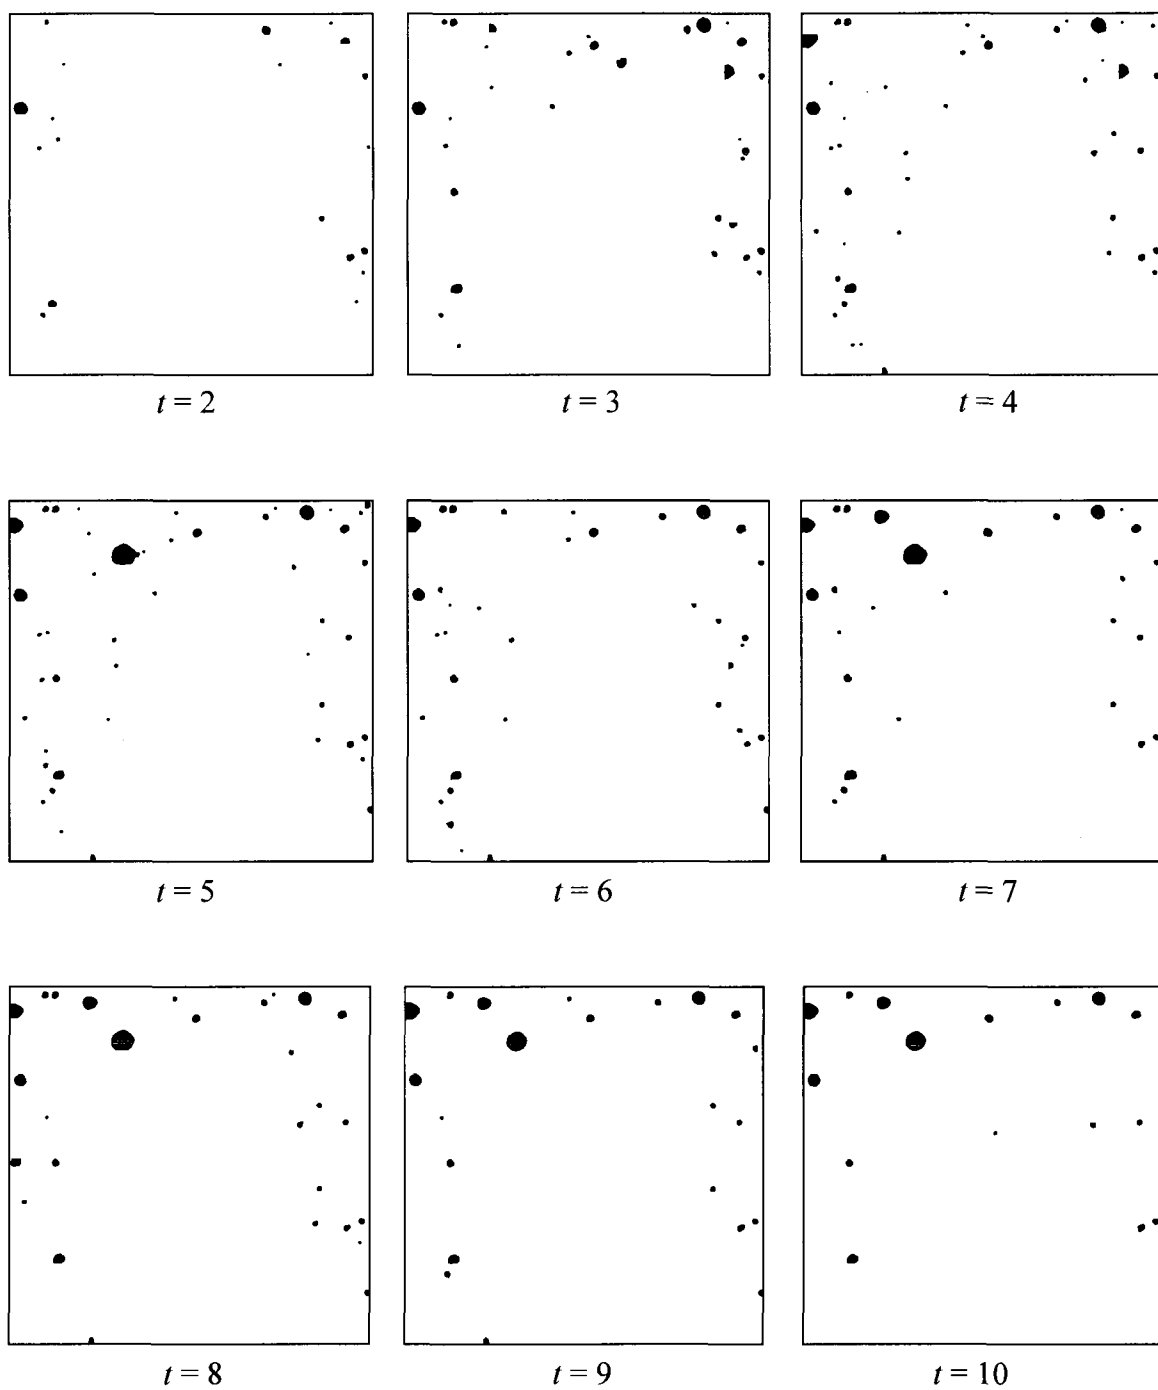 t = 2
t = 3
t = 4
t = 5
t = 6
t = 7
t = 8
t = 9
t = 10